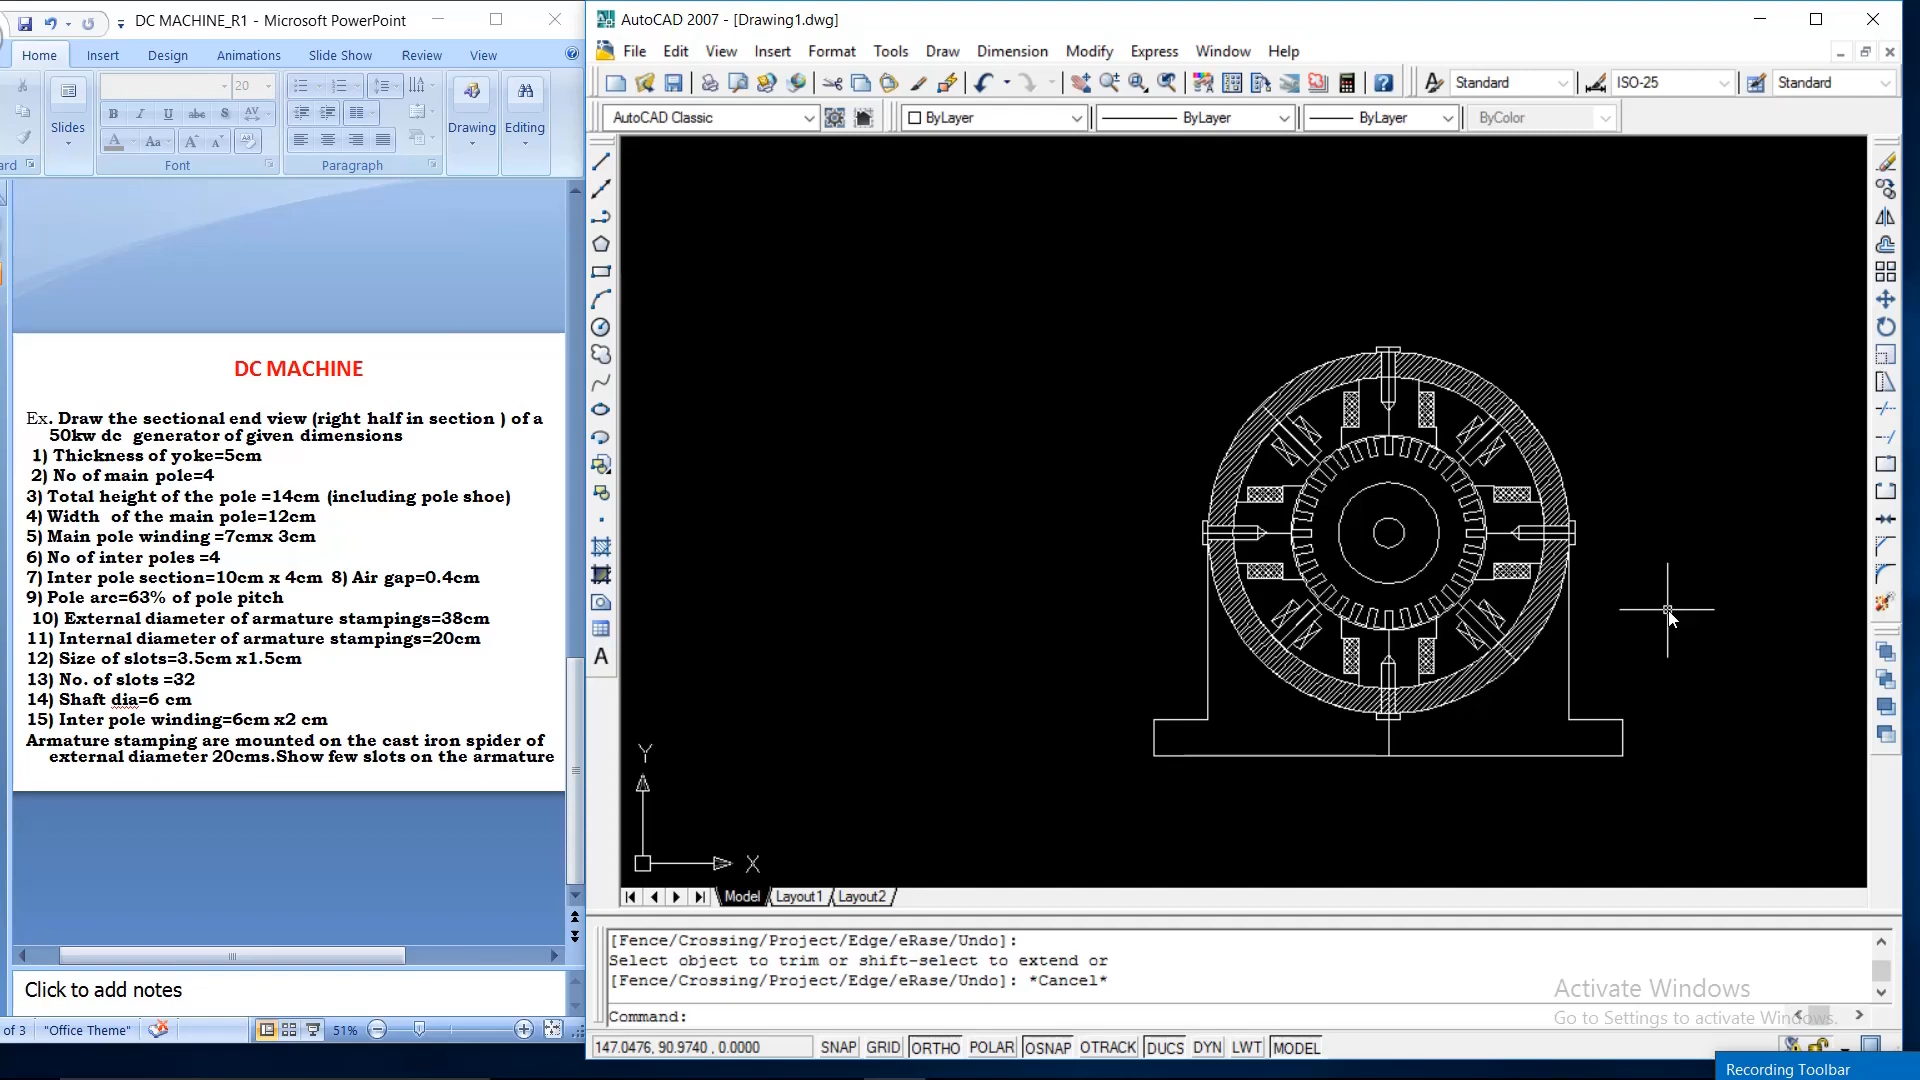 DC MACHINE_R1 - Microsoft PowerPoint
Home Insert Design Animations Slide Show Review View
20
Slides
Drawing
Editing
B I U abc S AV
A Aa A A
ard Font Paragraph
DC MACHINE
Ex. Draw the sectional end view (right half in section ) of a
50kw dc generator of given dimensions
1) Thickness of yoke=5cm
2) No of main pole=4
3) Total height of the pole =14cm (including pole shoe)
4) Width of the main pole=12cm
5) Main pole winding =7cmx 3cm
6) No of inter poles =4
7) Inter pole section=10cm x 4cm 8) Air gap=0.4cm
9) Pole arc=63% of pole pitch
10) External diameter of armature stampings=38cm
11) Internal diameter of armature stampings=20cm
12) Size of slots=3.5cm x1.5cm
13) No. of slots =32
14) Shaft dia=6 cm
15) Inter pole winding=6cm x2 cm
Armature stamping are mounted on the cast iron spider of
external diameter 20cms.Show few slots on the armature
Click to add notes
of 3 "Office Theme" 51%
AutoCAD 2007 - [Drawing1.dwg]
File Edit View Insert Format Tools Draw Dimension Modify Express Window Help
Standard ISO-25 Standard
AutoCAD Classic ByLayer ByLayer ByLayer ByColor
A
Y
X
Model Layout1 Layout2
[Fence/Crossing/Project/Edge/eRase/Undo]:
Select object to trim or shift-select to extend or
[Fence/Crossing/Project/Edge/eRase/Undo]: *Cancel*
Command:
Activate Windows
Go to Settings to activate Windows.
147.0476, 90.9740 , 0.0000 SNAP GRID ORTHO POLAR OSNAP OTRACK DUCS DYN LWT MODEL
Recording Toolbar